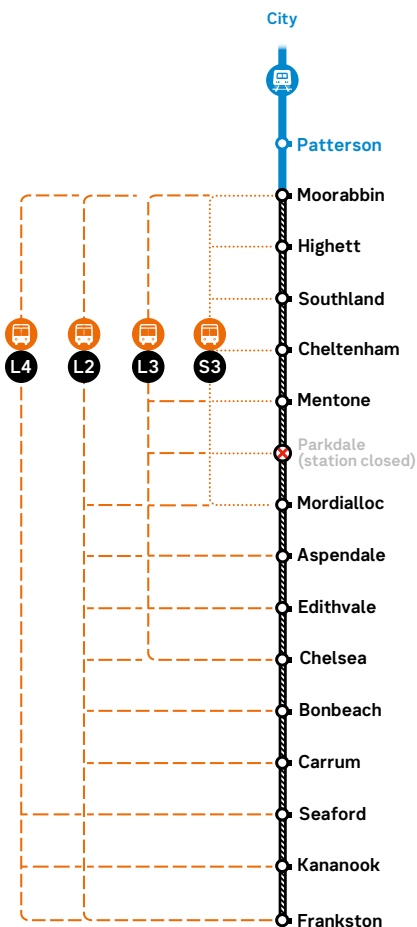 City
Patterson
Moorabbin
Highett
Southland
L4 L2 L3 S3
Cheltenham
Mentone
Parkdale
(station closed)
Mordialloc
Aspendale
Edithvale
Chelsea
Bonbeach
Carrum
Seaford
Kananook
Frankston